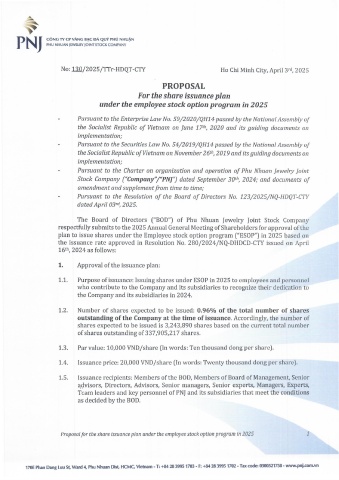 PNJ
CÔNG TY CP VÀNG BẠC ĐÁ QUÝ PHÚ NHUẬN
PHU NHUAN JEWELRY JOINT STOCK COMPANY
No: 130/2025/TTr-HĐQT-CTY
Ho Chi Minh City, April 3rd, 2025
PROPOSAL
For the share issuance plan
under the employee stock option program in 2025
- Pursuant to the Enterprise Law No. 59/2020/QH14 passed by the National Assembly of
the Socialist Republic of Vietnam on June 17th, 2020 and its guiding documents on
implementation;
- Pursuant to the Securities Law No. 54/2019/QH14 passed by the National Assembly of
the Socialist Republic of Vietnam on November 26th, 2019 and its guiding documents on
implementation;
- Pursuant to the Charter on organization and operation of Phu Nhuan Jewelry Joint
Stock Company ("Company"/"PNJ") dated September 30th, 2024; and documents of
amendment and supplement from time to time;
- Pursuant to the Resolution of the Board of Directors No. 123/2025/NQ-HĐQT-CTY
dated April 03rd, 2025.
The Board of Directors ("BOD") of Phu Nhuan Jewelry Joint Stock Company
respectfully submits to the 2025 Annual General Meeting of Shareholders for approval of the
plan to issue shares under the Employee stock option program ("ESOP") in 2025 based on
the issuance rate approved in Resolution No. 280/2024/NQ-ĐHĐCĐ-CTY issued on April
16th, 2024 as follows:
1. Approval of the issuance plan:
1.1. Purpose of issuance: Issuing shares under ESOP in 2025 to employees and personnel
who contribute to the Company and its subsidiaries to recognize their dedication to
the Company and its subsidiaries in 2024.
1.2. Number of shares expected to be issued: 0.96% of the total number of shares
outstanding of the Company at the time of issuance. Accordingly, the number of
shares expected to be issued is 3,243,890 shares based on the current total number
of shares outstanding of 337,905,217 shares.
1.3. Par value: 10,000 VND/share (In words: Ten thousand dong per share).
1.4. Issuance price: 20,000 VND/share (In words: Twenty thousand dong per share).
1.5. Issuance recipients: Members of the BOD, Members of Board of Management, Senior
advisors, Directors, Advisors, Senior managers, Senior experts, Managers, Experts,
Team leaders and key personnel of PNJ and its subsidiaries that meet the conditions
as decided by the BOD.
Proposal for the share issuance plan under the employee stock option program in 2025
170E Phan Dang Luu St, Ward 4, Phu Nhuan Dist, HCMC, Vietnam - T: +84 28 3995 1703 - F: +84 28 3995 1702 - Tax code: 0300521758 - www.pnj.com.vn